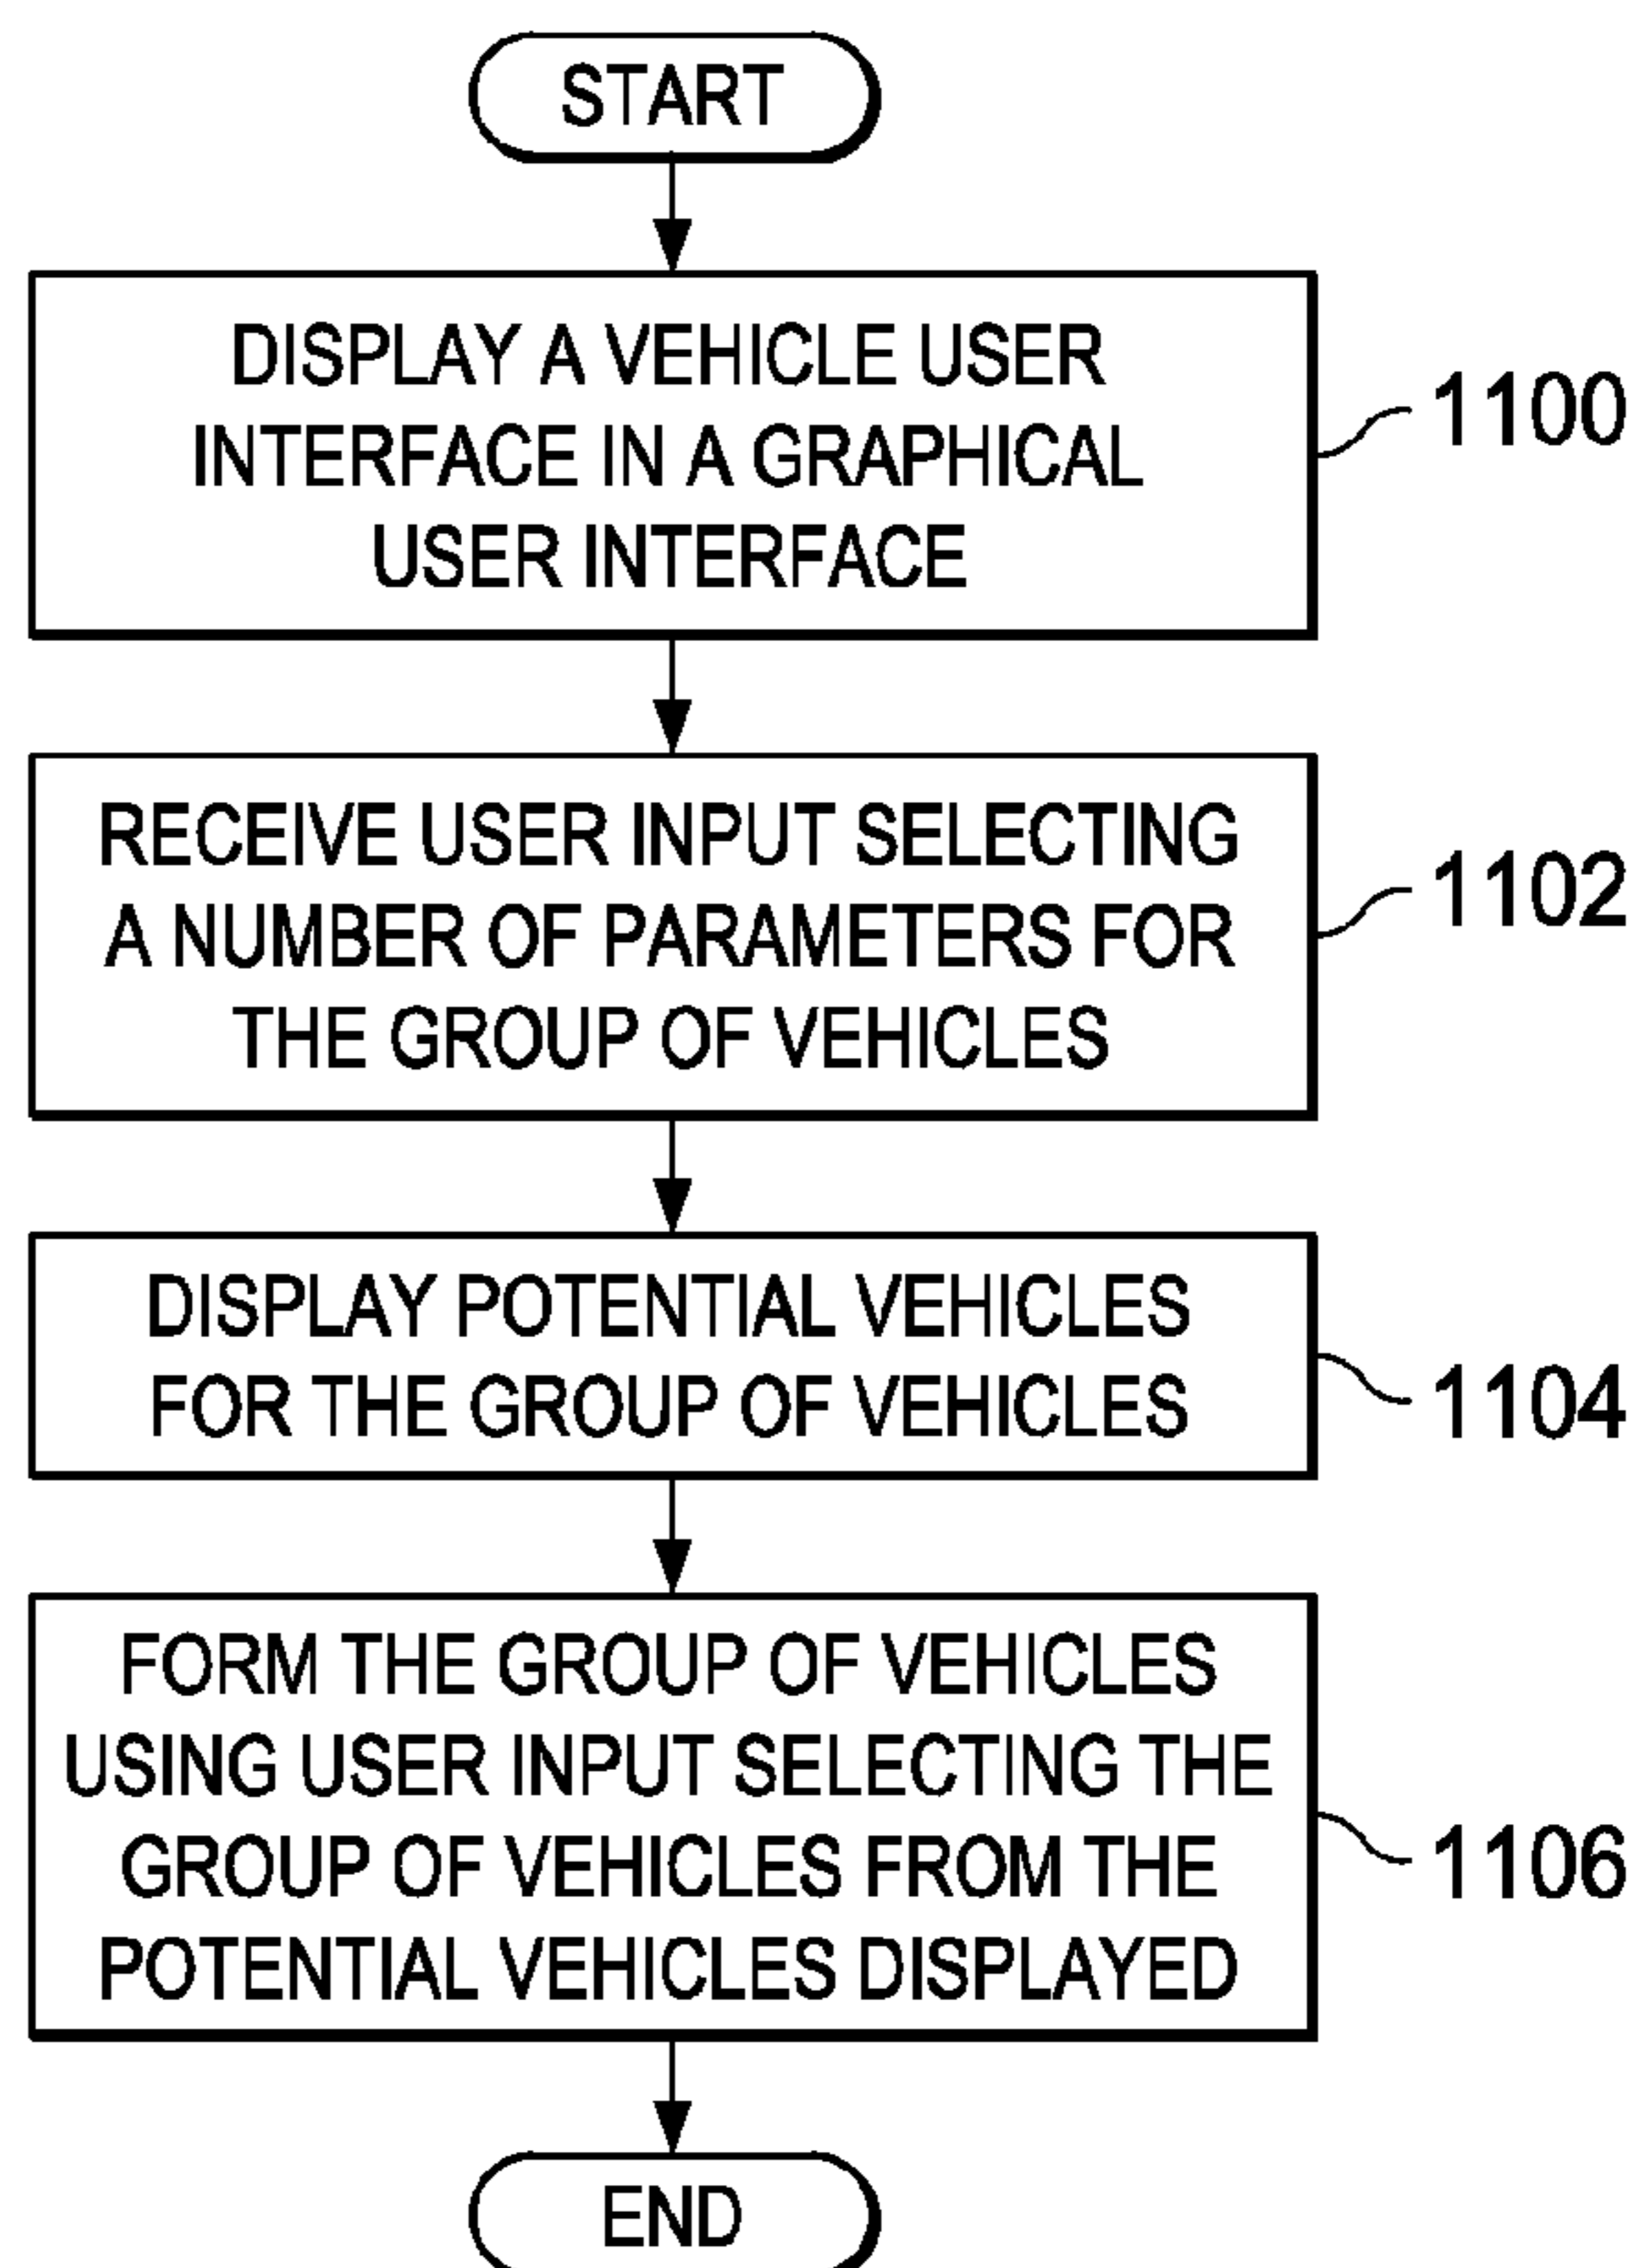 START
DISPLAY A VEHICLE USER
INTERFACE IN A GRAPHICAL
USER INTERFACE
1100
RECEIVE USER INPUT SELECTING
A NUMBER OF PARAMETERS FOR
THE GROUP OF VEHICLES
1102
DISPLAY POTENTIAL VEHICLES
FOR THE GROUP OF VEHICLES
1104
FORM THE GROUP OF VEHICLES
USING USER INPUT SELECTING THE
GROUP OF VEHICLES FROM THE
POTENTIAL VEHICLES DISPLAYED
1106
END